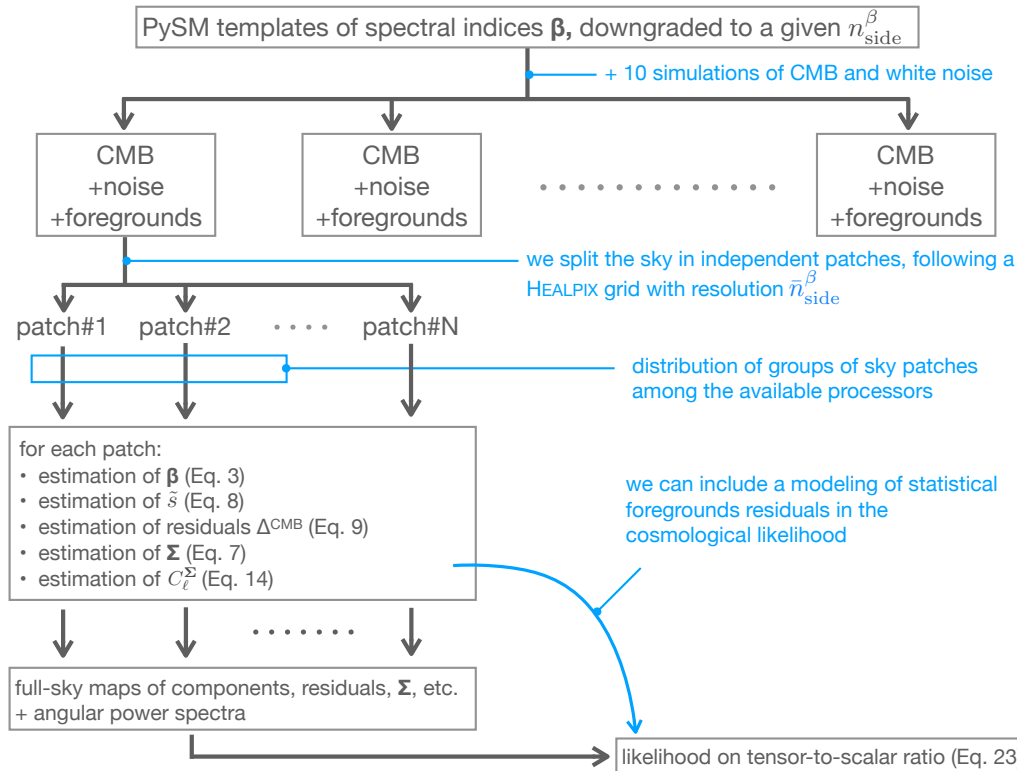 PySM templates of spectral indices β, downgraded to a given n_side^β
+ 10 simulations of CMB and white noise
CMB
+noise
+foregrounds
CMB
+noise
+foregrounds
CMB
+noise
+foregrounds
we split the sky in independent patches, following a
HEALPIX grid with resolution n̄_side^β
patch#1 patch#2 patch#N
distribution of groups of sky patches
among the available processors
for each patch:
• estimation of β (Eq. 3)
• estimation of s̃ (Eq. 8)
• estimation of residuals Δ^CMB (Eq. 9)
• estimation of Σ (Eq. 7)
• estimation of C_ℓ^Σ (Eq. 14)
we can include a modeling of statistical
foregrounds residuals in the
cosmological likelihood
full-sky maps of components, residuals, Σ, etc.
+ angular power spectra
likelihood on tensor-to-scalar ratio (Eq. 23